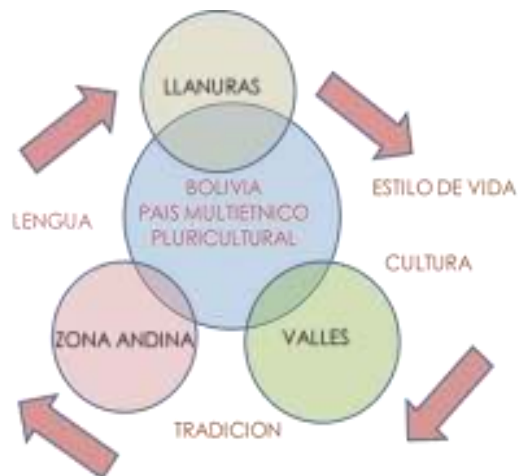 LLANURAS
BOLIVIA
PAIS MULTIETNICO
PLURICULTURAL
ESTILO DE VIDA
LENGUA
CULTURA
ZONA ANDINA
VALLES
TRADICION